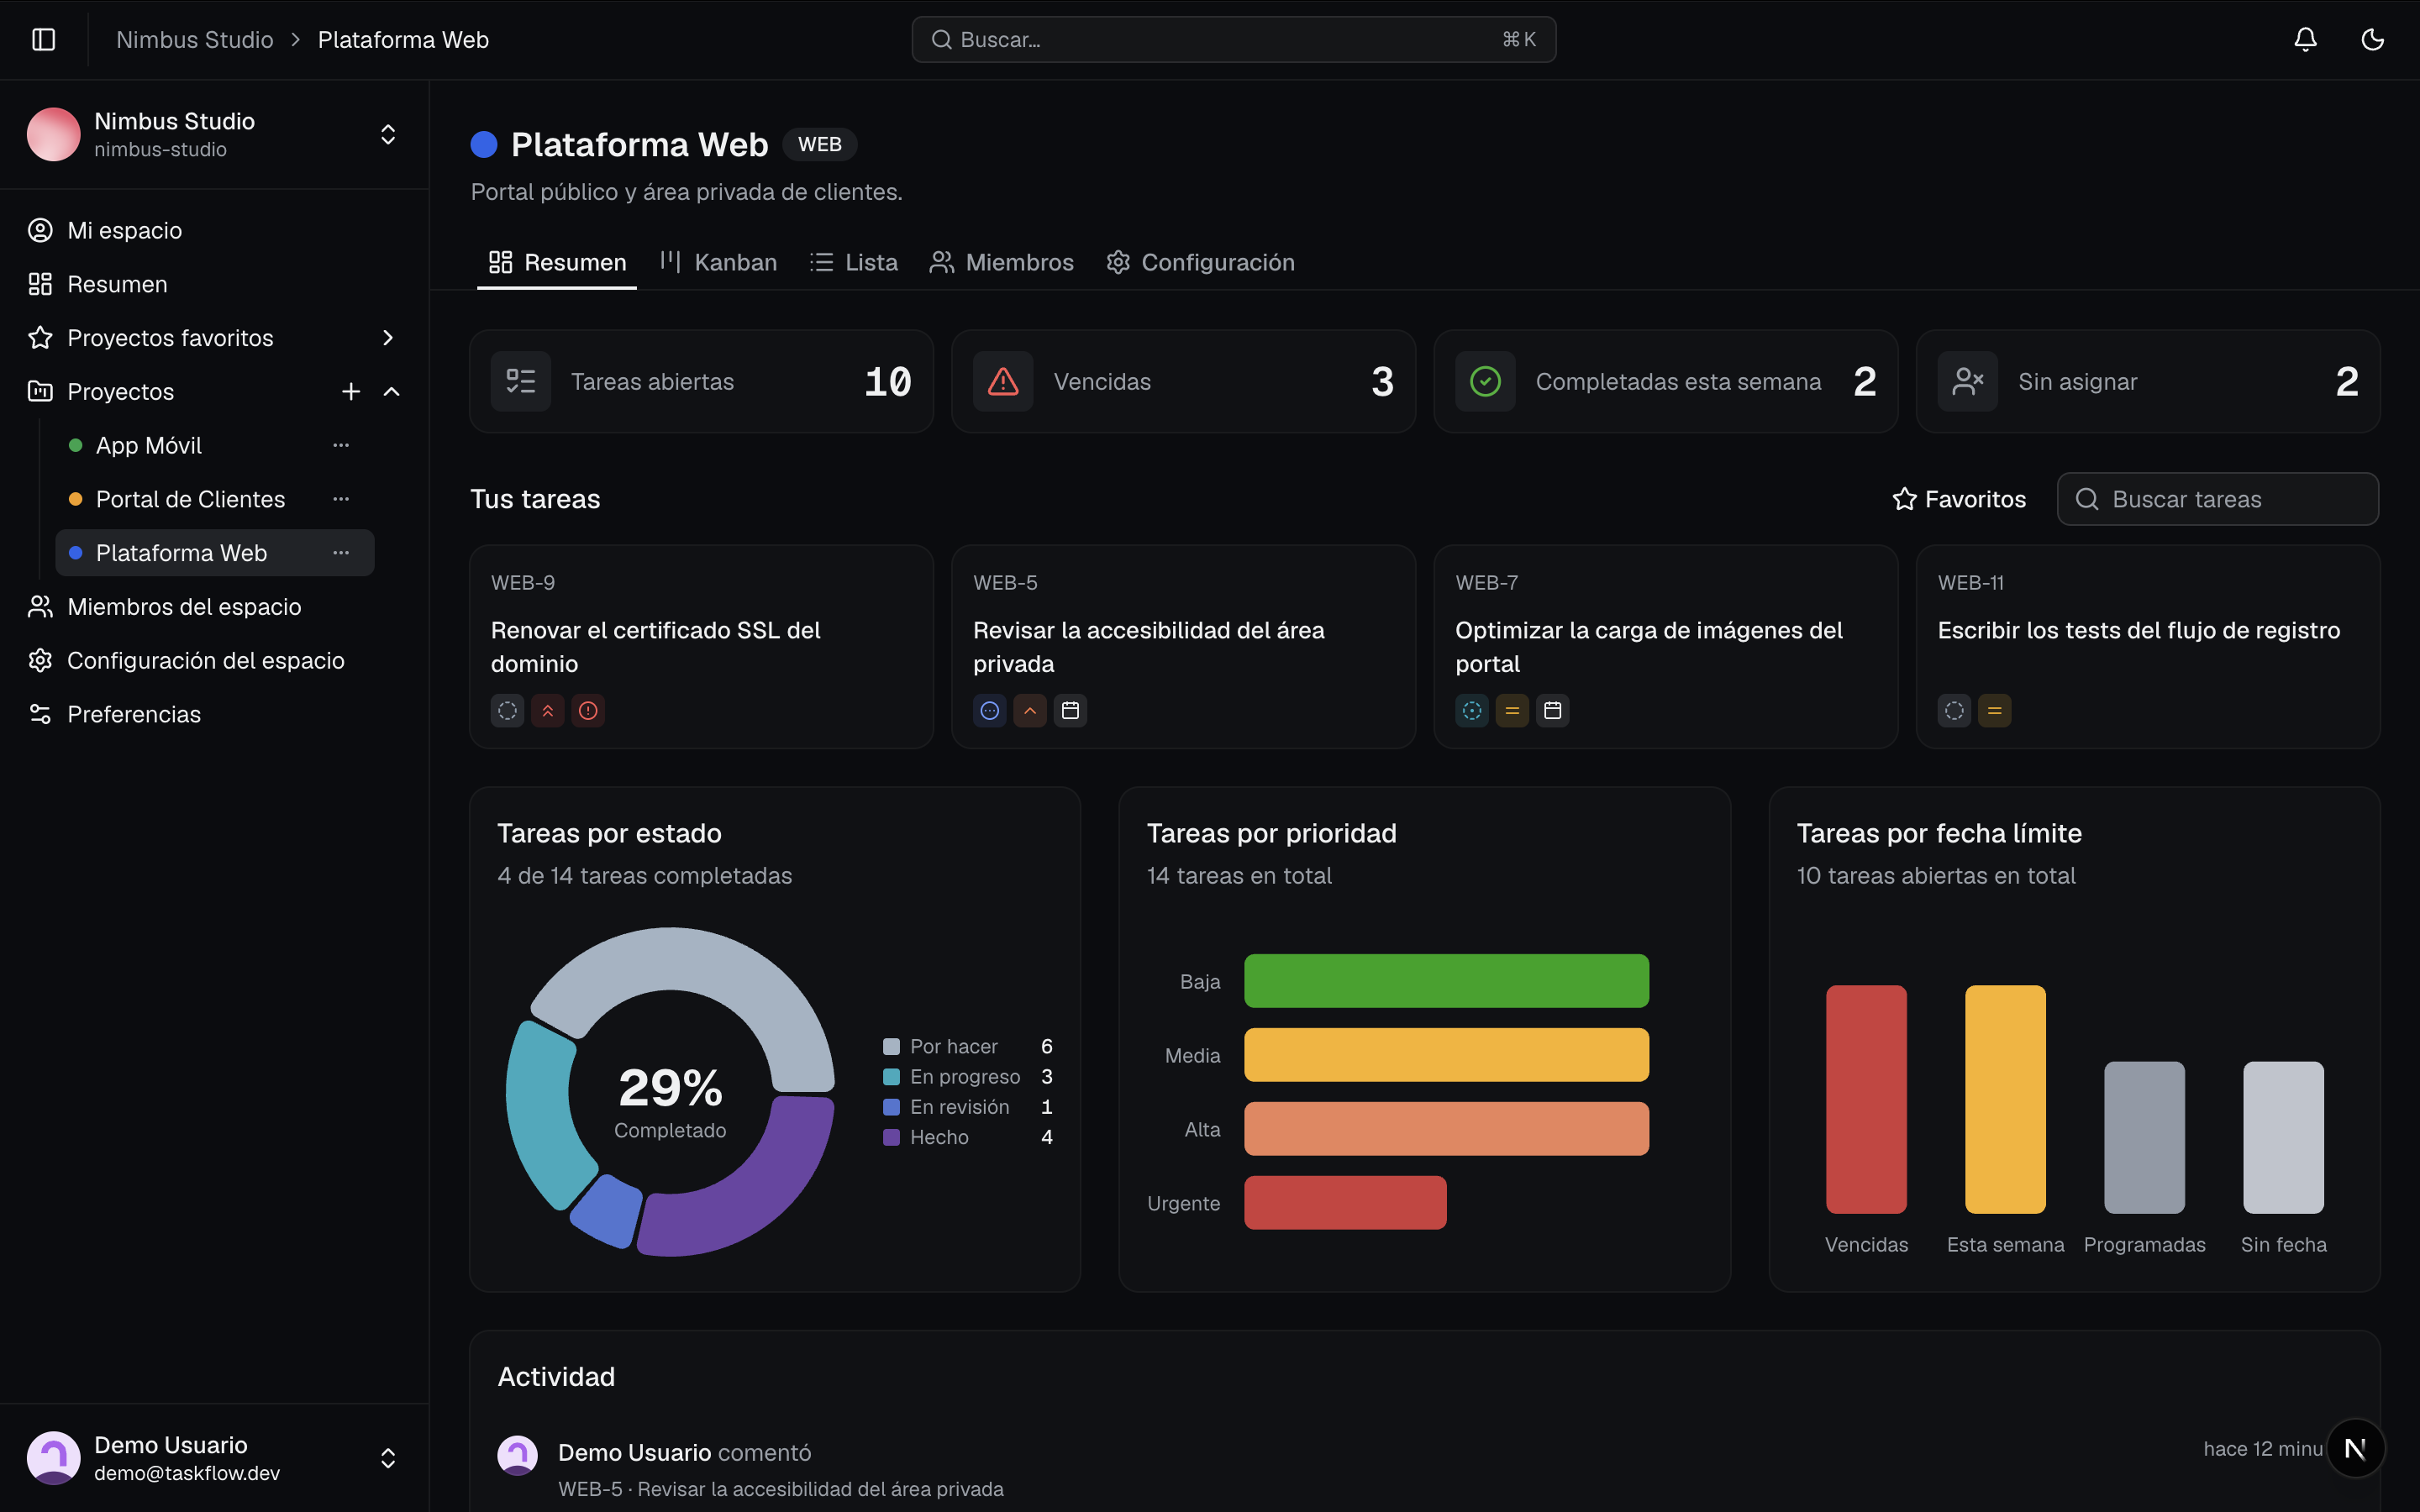 Nimbus Studio > Plataforma Web
Buscar...
⌘K
Nimbus Studio
nimbus-studio
Mi espacio
Resumen
Proyectos favoritos
Proyectos
App Móvil
Portal de Clientes
Plataforma Web
Miembros del espacio
Configuración del espacio
Preferencias
Demo Usuario
demo@taskflow.dev
Plataforma Web
WEB
Portal público y área privada de clientes.
Resumen
Kanban
Lista
Miembros
Configuración
Tareas abiertas
10
Vencidas
3
Completadas esta semana
2
Sin asignar
2
Tus tareas
Favoritos
Buscar tareas
WEB-9
Renovar el certificado SSL del
dominio
WEB-5
Revisar la accesibilidad del área
privada
WEB-7
Optimizar la carga de imágenes del
portal
WEB-11
Escribir los tests del flujo de registro
Tareas por estado
4 de 14 tareas completadas
29%
Completado
Por hacer 6
En progreso 3
En revisión 1
Hecho 4
Tareas por prioridad
14 tareas en total
Baja
Media
Alta
Urgente
Tareas por fecha límite
10 tareas abiertas en total
Vencidas
Esta semana
Programadas
Sin fecha
Actividad
Demo Usuario comentó
hace 12 minu
WEB-5 · Revisar la accesibilidad del área privada
N